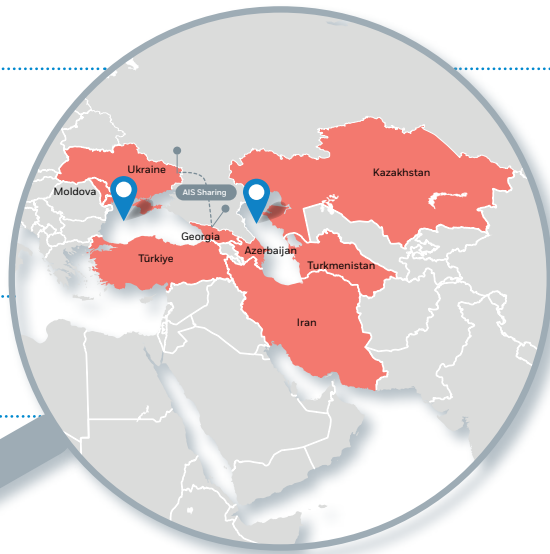 Ukraine
Kazakhstan
Moldova
AIS Sharing
Georgia
Azerbaijan
Türkiye
Turkmenistan
Iran